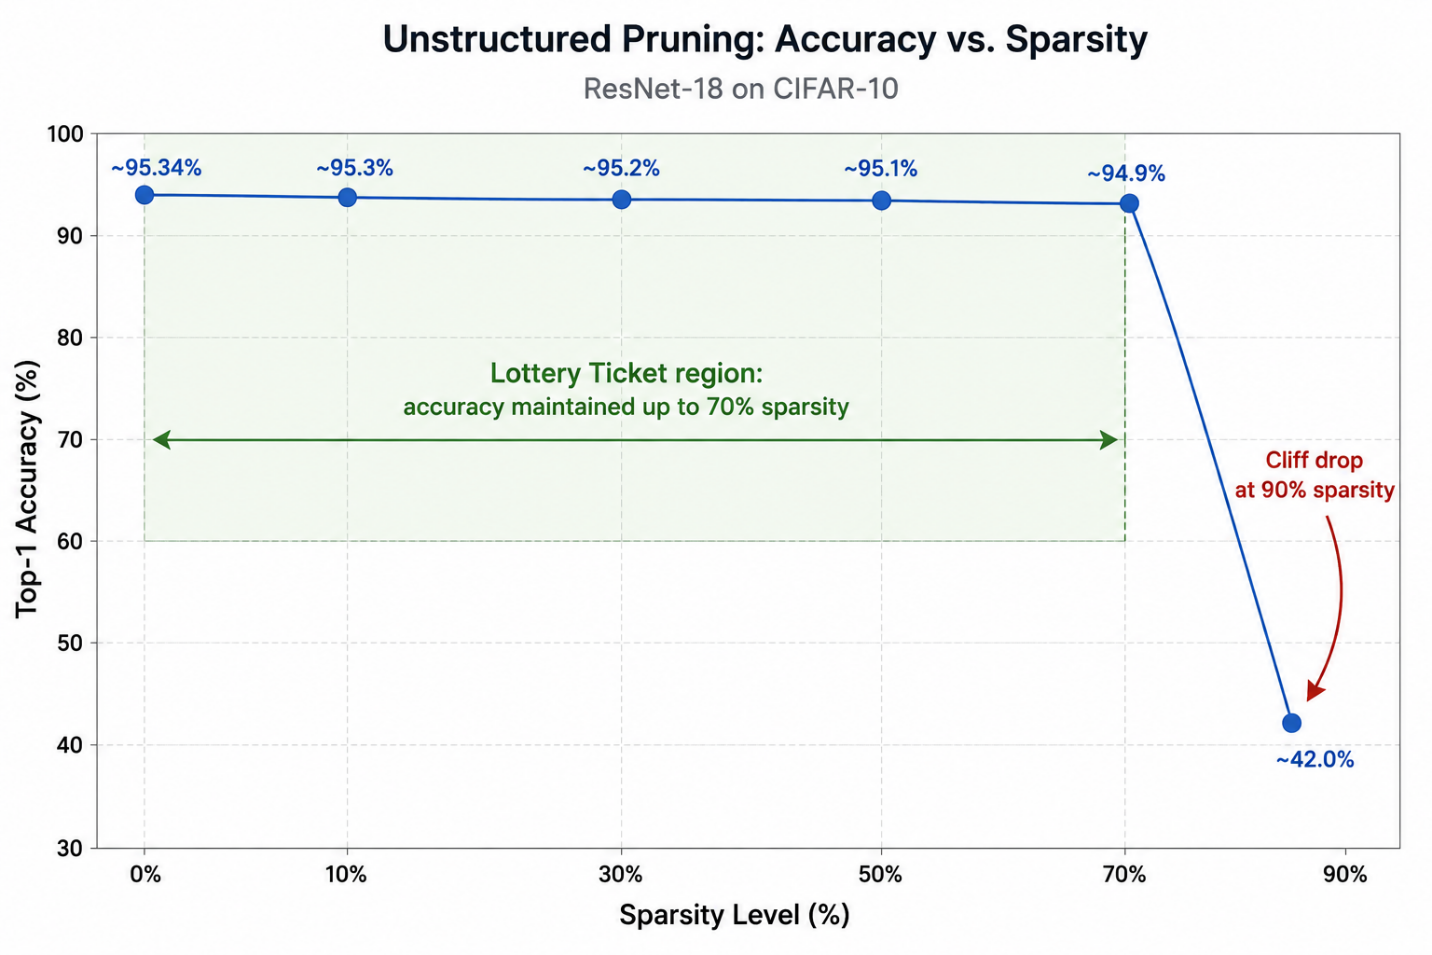 Unstructured Pruning: Accuracy vs. Sparsity
ResNet-18 on CIFAR-10
Top-1 Accuracy (%)
100
90
80
70
60
50
40
30
~95.34%
~95.3%
~95.2%
~95.1%
~94.9%
Lottery Ticket region:
accuracy maintained up to 70% sparsity
Cliff drop
at 90% sparsity
~42.0%
0%
10%
30%
50%
70%
90%
Sparsity Level (%)